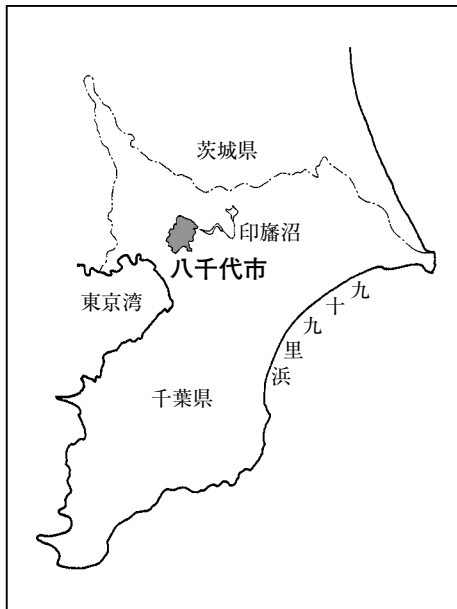 茨城県
印旛沼
八千代市
東京湾
九十九里浜
千葉県